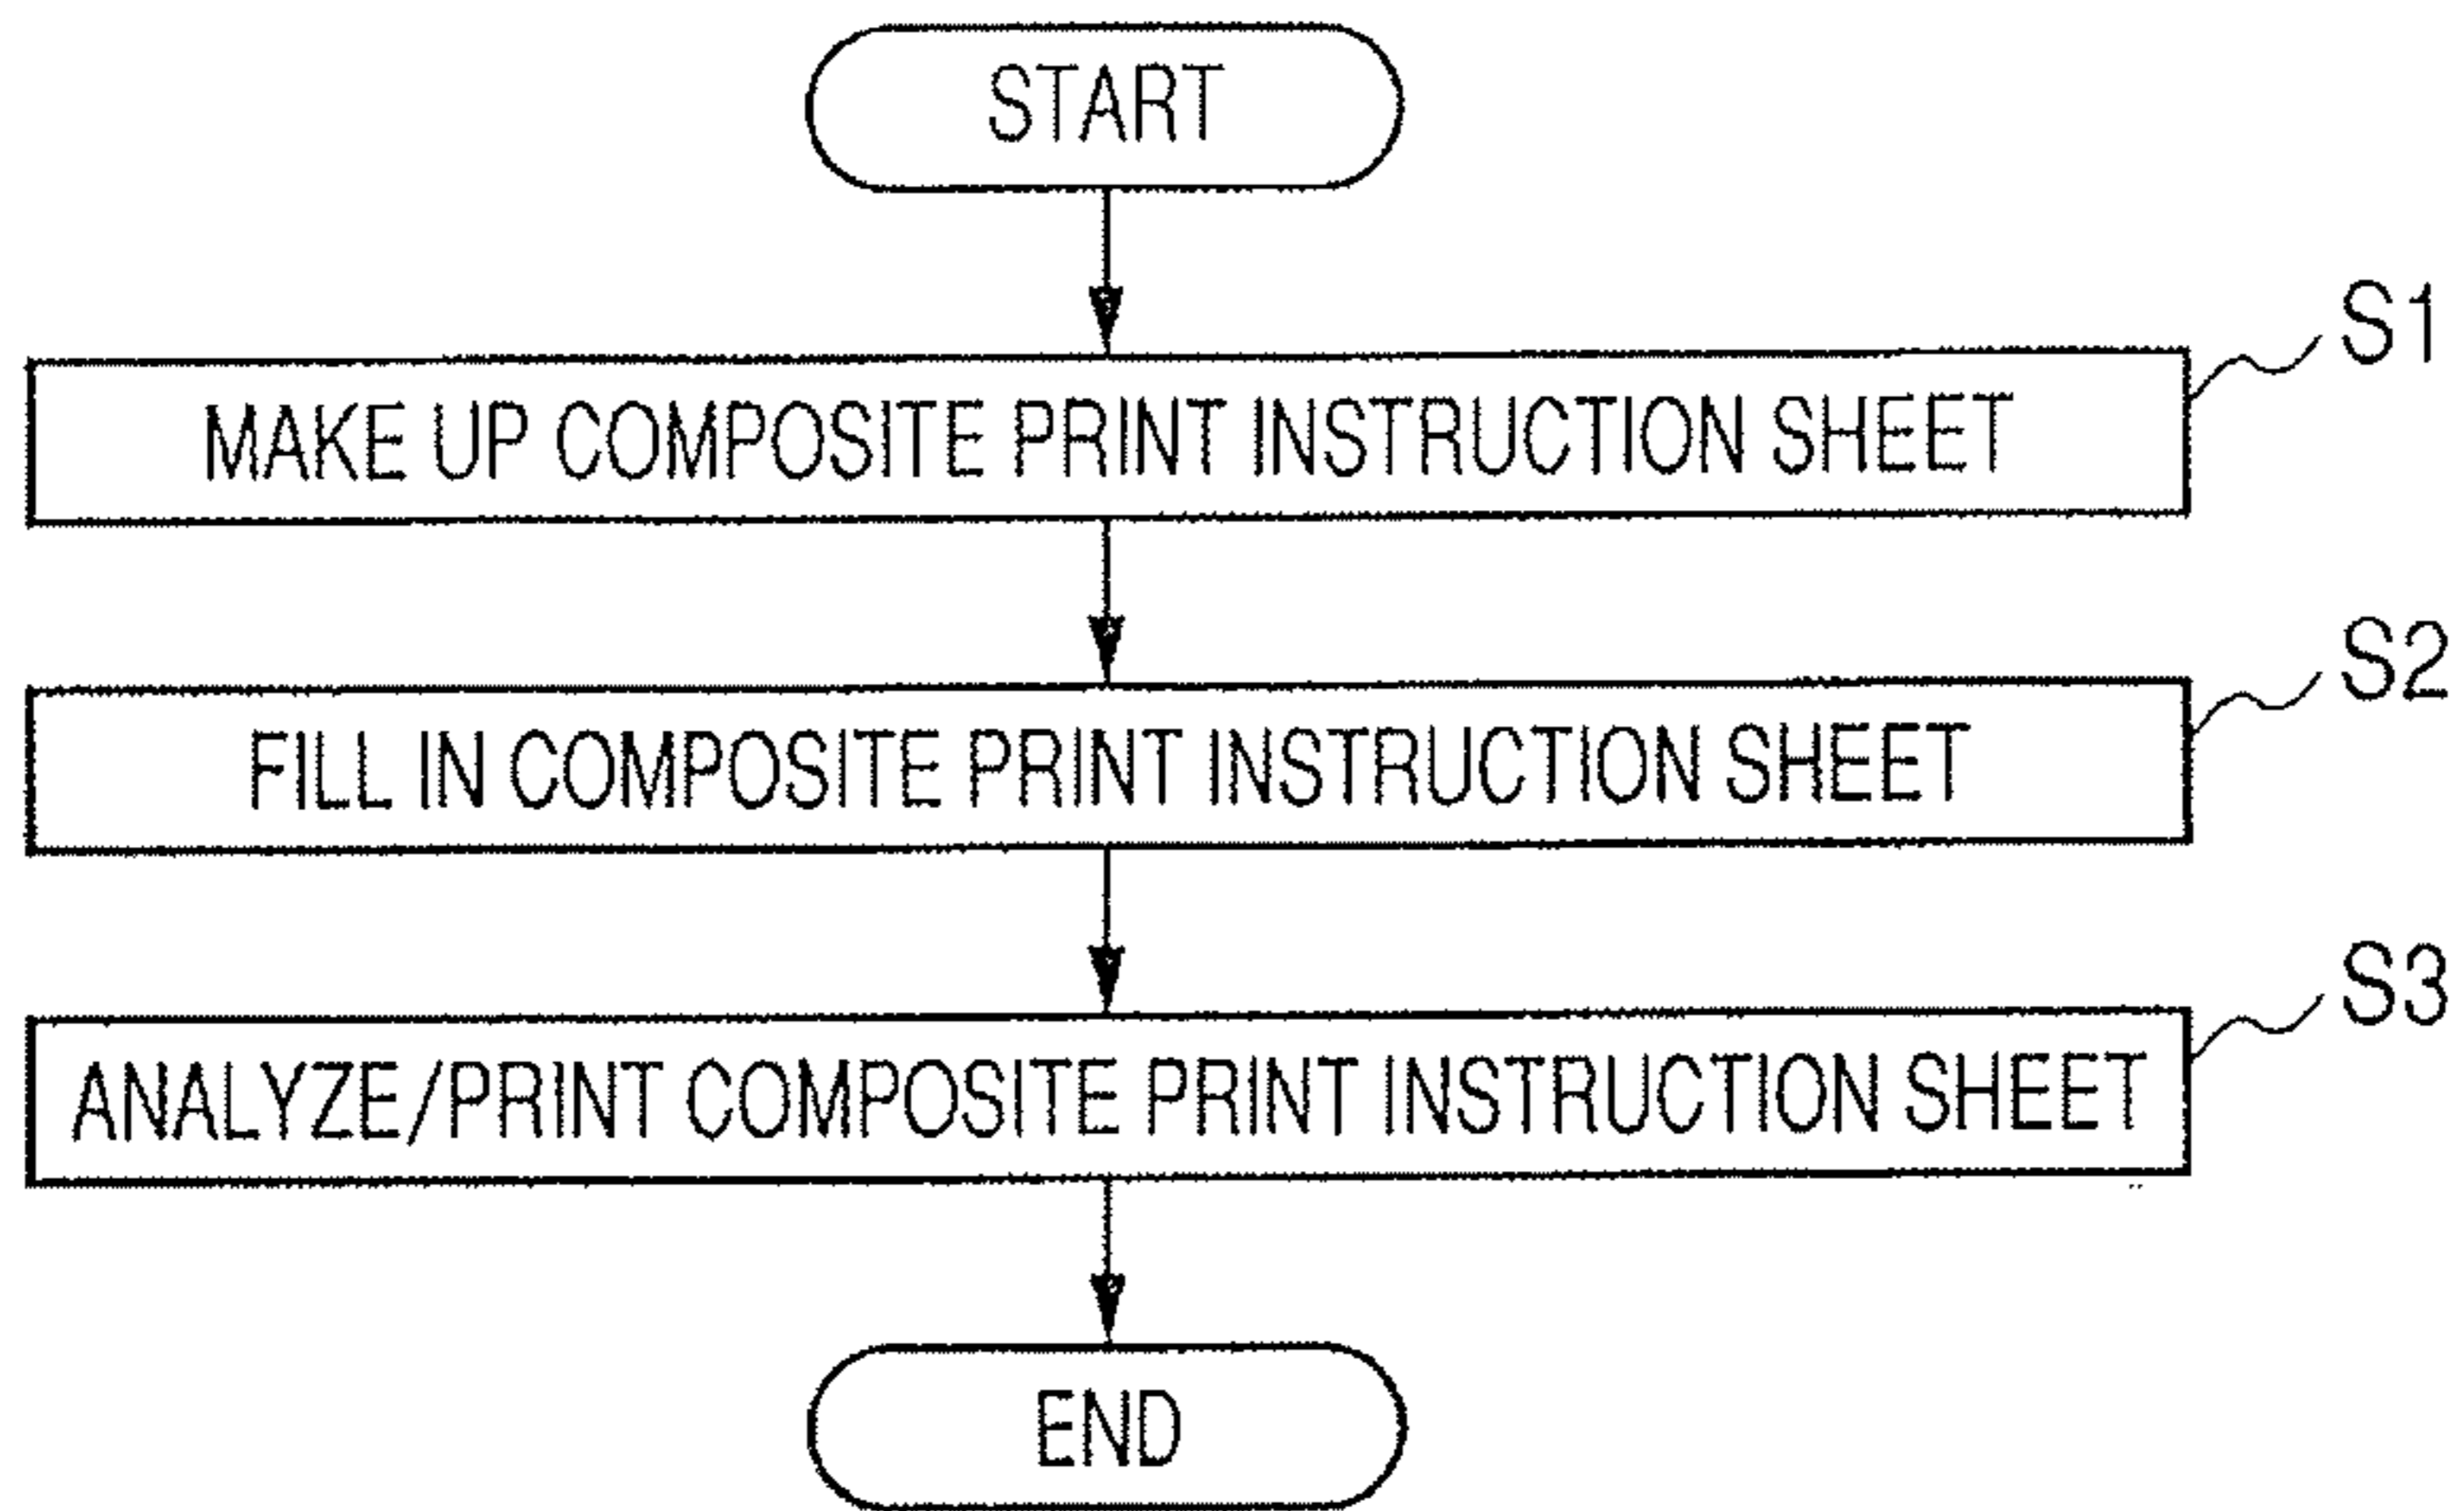 START
S1
MAKE UP COMPOSITE PRINT INSTRUCTION SHEET
S2
FILL IN COMPOSITE PRINT INSTRUCTION SHEET
S3
ANALYZE/PRINT COMPOSITE PRINT INSTRUCTION SHEET
END